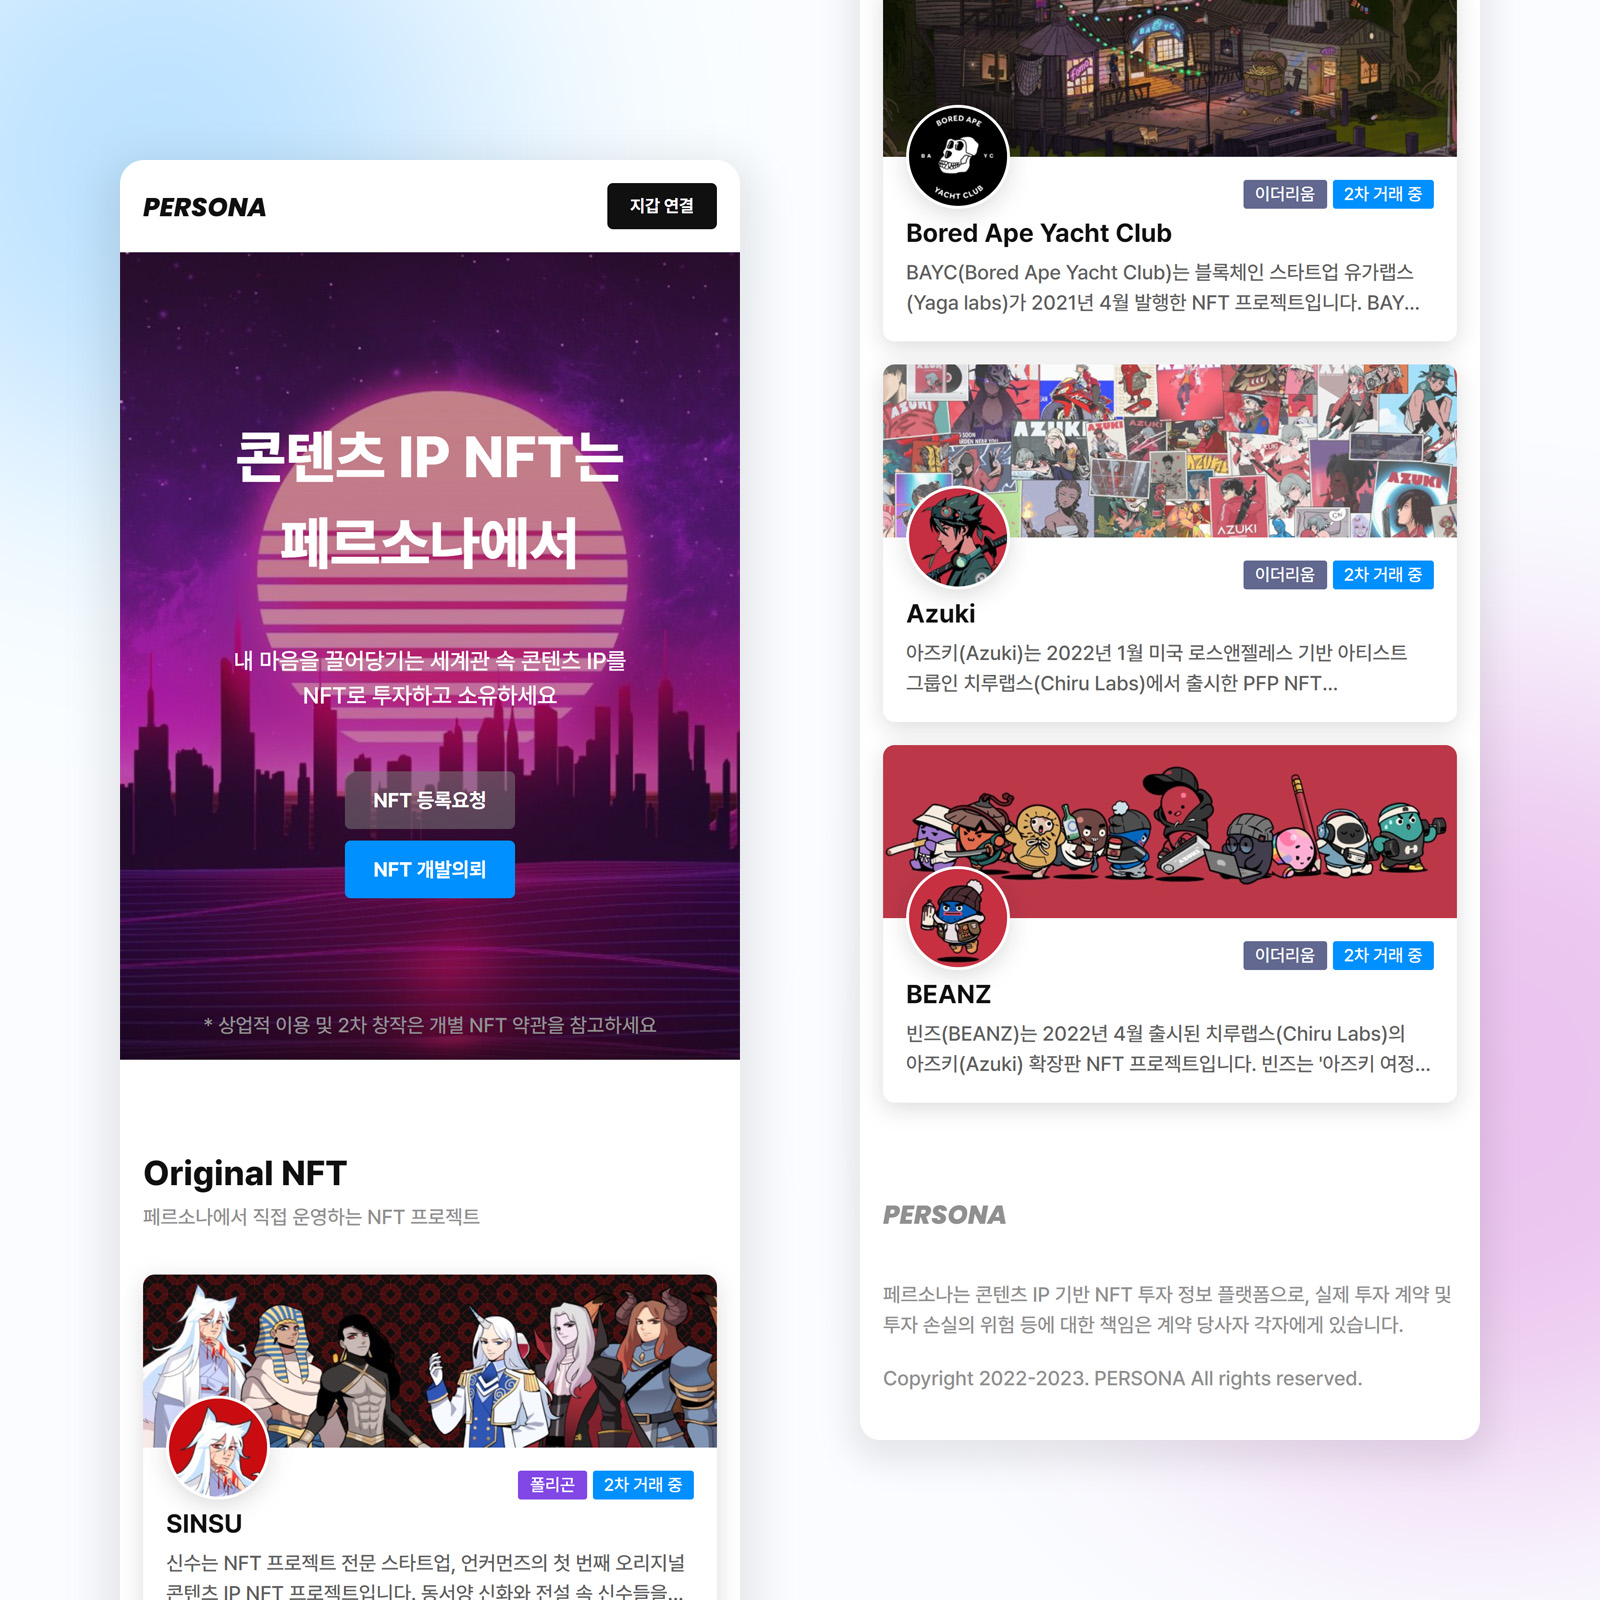 PERSONA
지갑 연결
콘텐츠 IP NFT는
페르소나에서
내 마음을 끌어당기는 세계관 속 콘텐츠 IP를
NFT로 투자하고 소유하세요
NFT 등록요청
NFT 개발의뢰
* 상업적 이용 및 2차 창작은 개별 NFT 약관을 참고하세요
Original NFT
페르소나에서 직접 운영하는 NFT 프로젝트
폴리곤
2차 거래 중
SINSU
신수는 NFT 프로젝트 전문 스타트업, 언커먼즈의 첫 번째 오리지널
콘텐츠 IP NFT 프로젝트입니다. 동서양 신화와 전설 속 신수들을...
BAYC
BORED APE
BA YC
YACHT CLUB
이더리움
2차 거래 중
Bored Ape Yacht Club
BAYC(Bored Ape Yacht Club)는 블록체인 스타트업 유가랩스
(Yaga labs)가 2021년 4월 발행한 NFT 프로젝트입니다. BAY...
AZUKI
AZUKI
AZUKI
AZUKI
이더리움
2차 거래 중
Azuki
아즈키(Azuki)는 2022년 1월 미국 로스앤젤레스 기반 아티스트
그룹인 치루랩스(Chiru Labs)에서 출시한 PFP NFT...
이더리움
2차 거래 중
BEANZ
빈즈(BEANZ)는 2022년 4월 출시된 치루랩스(Chiru Labs)의
아즈키(Azuki) 확장판 NFT 프로젝트입니다. 빈즈는 '아즈키 여정...
PERSONA
페르소나는 콘텐츠 IP 기반 NFT 투자 정보 플랫폼으로, 실제 투자 계약 및
투자 손실의 위험 등에 대한 책임은 계약 당사자 각자에게 있습니다.
Copyright 2022-2023. PERSONA All rights reserved.